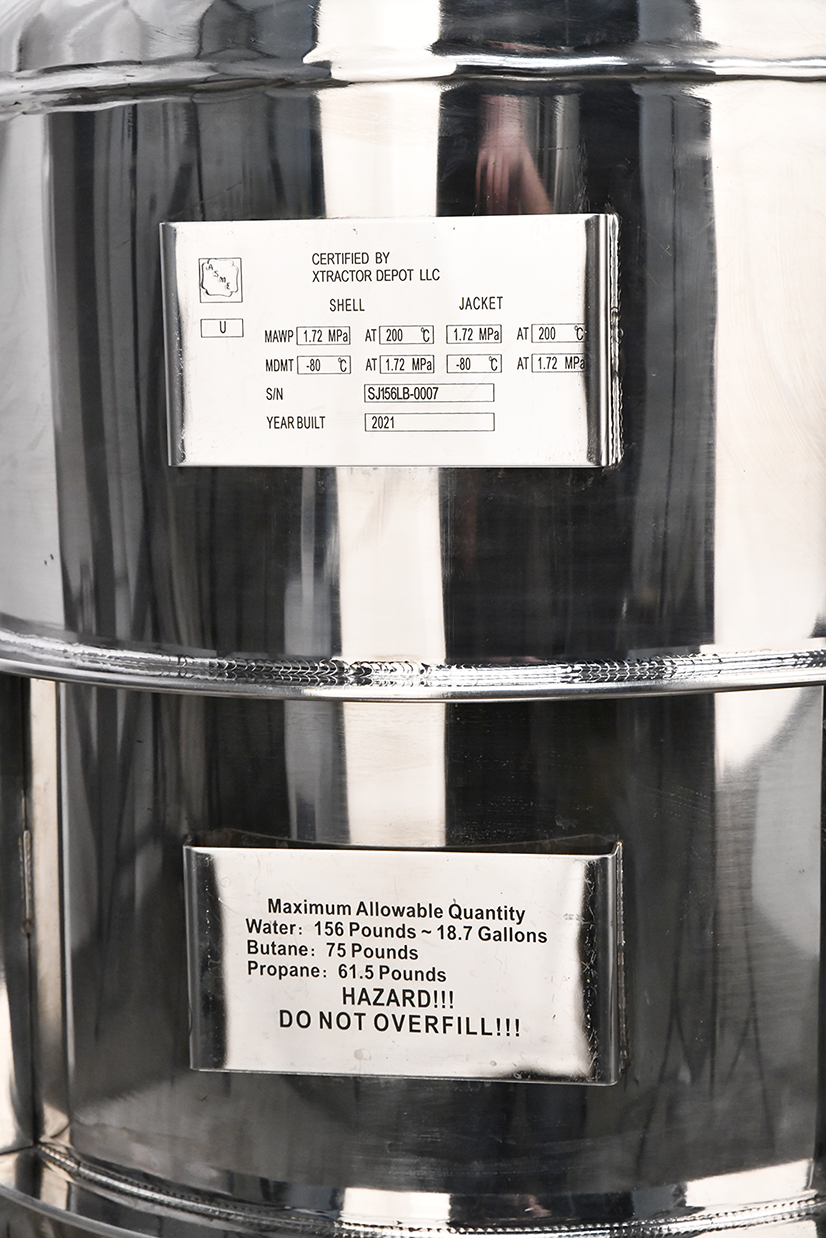 ASME
CERTIFIED BY
XTRACTOR DEPOT LLC
U
SHELL JACKET
MAWP 1.72 MPa AT 200 ℃ 1.72 MPa AT 200 ℃
MDMT -80 ℃ AT 1.72 MPa -80 ℃ AT 1.72 MPa
S/N SJ156LB-0007
YEAR BUILT 2021
Maximum Allowable Quantity
Water: 156 Pounds ~ 18.7 Gallons
Butane: 75 Pounds
Propane: 61.5 Pounds
HAZARD!!!
DO NOT OVERFILL!!!